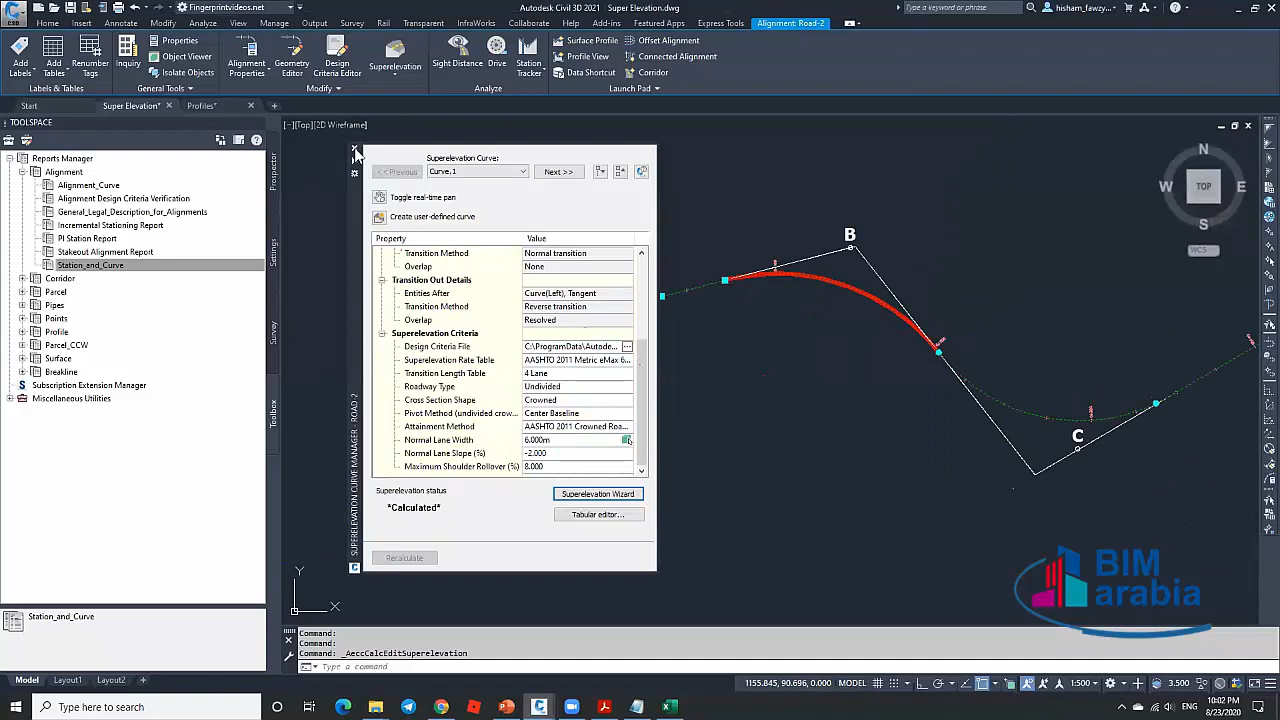 Fingerprintvideos.net
Autodesk Civil 3D 2021 Super Elevation.dwg
Type a keyword or phrase
hisham_fawzy...
Home Insert Annotate Modify Analyze View Manage Output Survey Rail Transparent InfraWorks Collaborate Help Add-ins Featured Apps Express Tools Alignment: Road-2
Add Labels
Add Tables
Renumber Tags
Inquiry
Properties
Object Viewer
Isolate Objects
Alignment Properties
Geometry Editor
Design Criteria Editor
Superelevation
Sight Distance
Drive
Station Tracker
Surface Profile
Profile View
Data Shortcut
Offset Alignment
Connected Alignment
Corridor
Labels & Tables General Tools Modify Analyze Launch Pad
Start Super Elevation* Profiles*
TOOLSPACE
Reports Manager
Alignment
Alignment_Curve
Alignment Design Criteria Verification
General_Legal_Description_for_Alignments
Incremental Stationing Report
PI Station Report
Stakeout Alignment Report
Station_and_Curve
Corridor
Parcel
Pipes
Points
Profile
Parcel_CCW
Surface
Breakline
Subscription Extension Manager
Miscellaneous Utilities
Station_and_Curve
Prospector
Settings
Survey
Toolbox
[−][Top][2D Wireframe]
SUPERELEVATION CURVE MANAGER - ROAD-2
Superelevation Curve:
<< Previous Curve.1 Next >>
Toggle real-time pan
Create user-defined curve
Property Value
Transition Method Normal transition
Overlap None
Transition Out Details
Entities After Curve(Left), Tangent
Transition Method Reverse transition
Overlap Resolved
Superelevation Criteria
Design Criteria File C:\ProgramData\Autode...
Superelevation Rate Table AASHTO 2011 Metric eMax 6...
Transition Length Table 4 Lane
Roadway Type Undivided
Cross Section Shape Crowned
Pivot Method (undivided crow... Center Baseline
Attainment Method AASHTO 2011 Crowned Roa...
Normal Lane Width 6.000m
Normal Lane Slope (%) -2.000
Maximum Shoulder Rollover (%) 8.000
Superelevation status Superelevation Wizard
*Calculated* Tabular editor...
Recalculate
B
C
N
W TOP E
S
WCS
Y
X
BIM
arabia
Command:
Command:
Command: _AeccCalcEditSuperelevation
Type a command
Model Layout1 Layout2
1155.845, 90.696, 0.000 MODEL 1:500 3.500
Type here to search
ENG
10:02 PM
8/23/2020